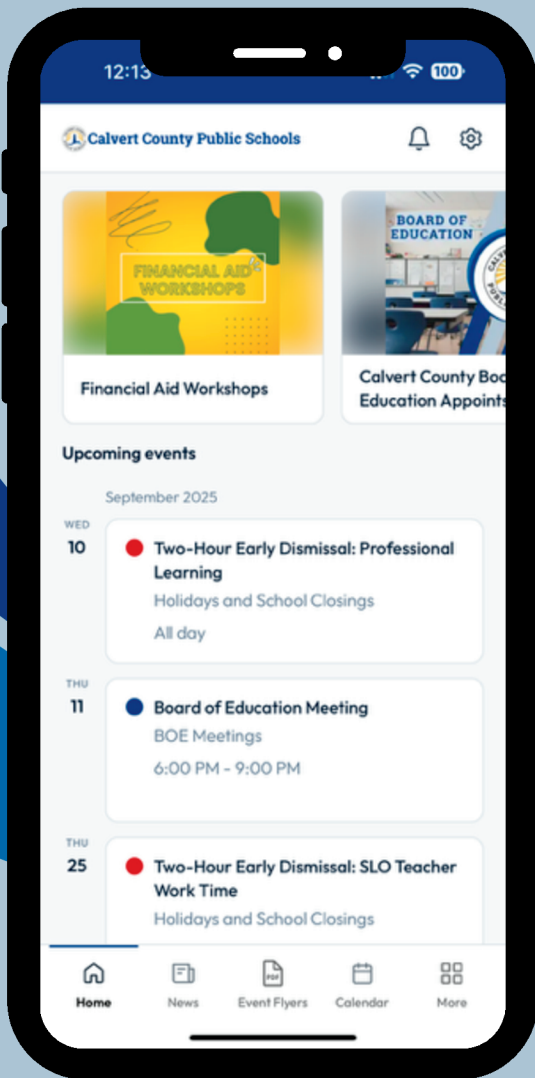 12:13
100
Calvert County Public Schools
FINANCIAL AID
WORKSHOPS
BOARD OF
EDUCATION
Financial Aid Workshops
Calvert County Boa
Education Appoints
Upcoming events
September 2025
WED
10
Two-Hour Early Dismissal: Professional
Learning
Holidays and School Closings
All day
THU
11
Board of Education Meeting
BOE Meetings
6:00 PM - 9:00 PM
THU
25
Two-Hour Early Dismissal: SLO Teacher
Work Time
Holidays and School Closings
PDF
Home
News
Event Flyers
Calendar
More